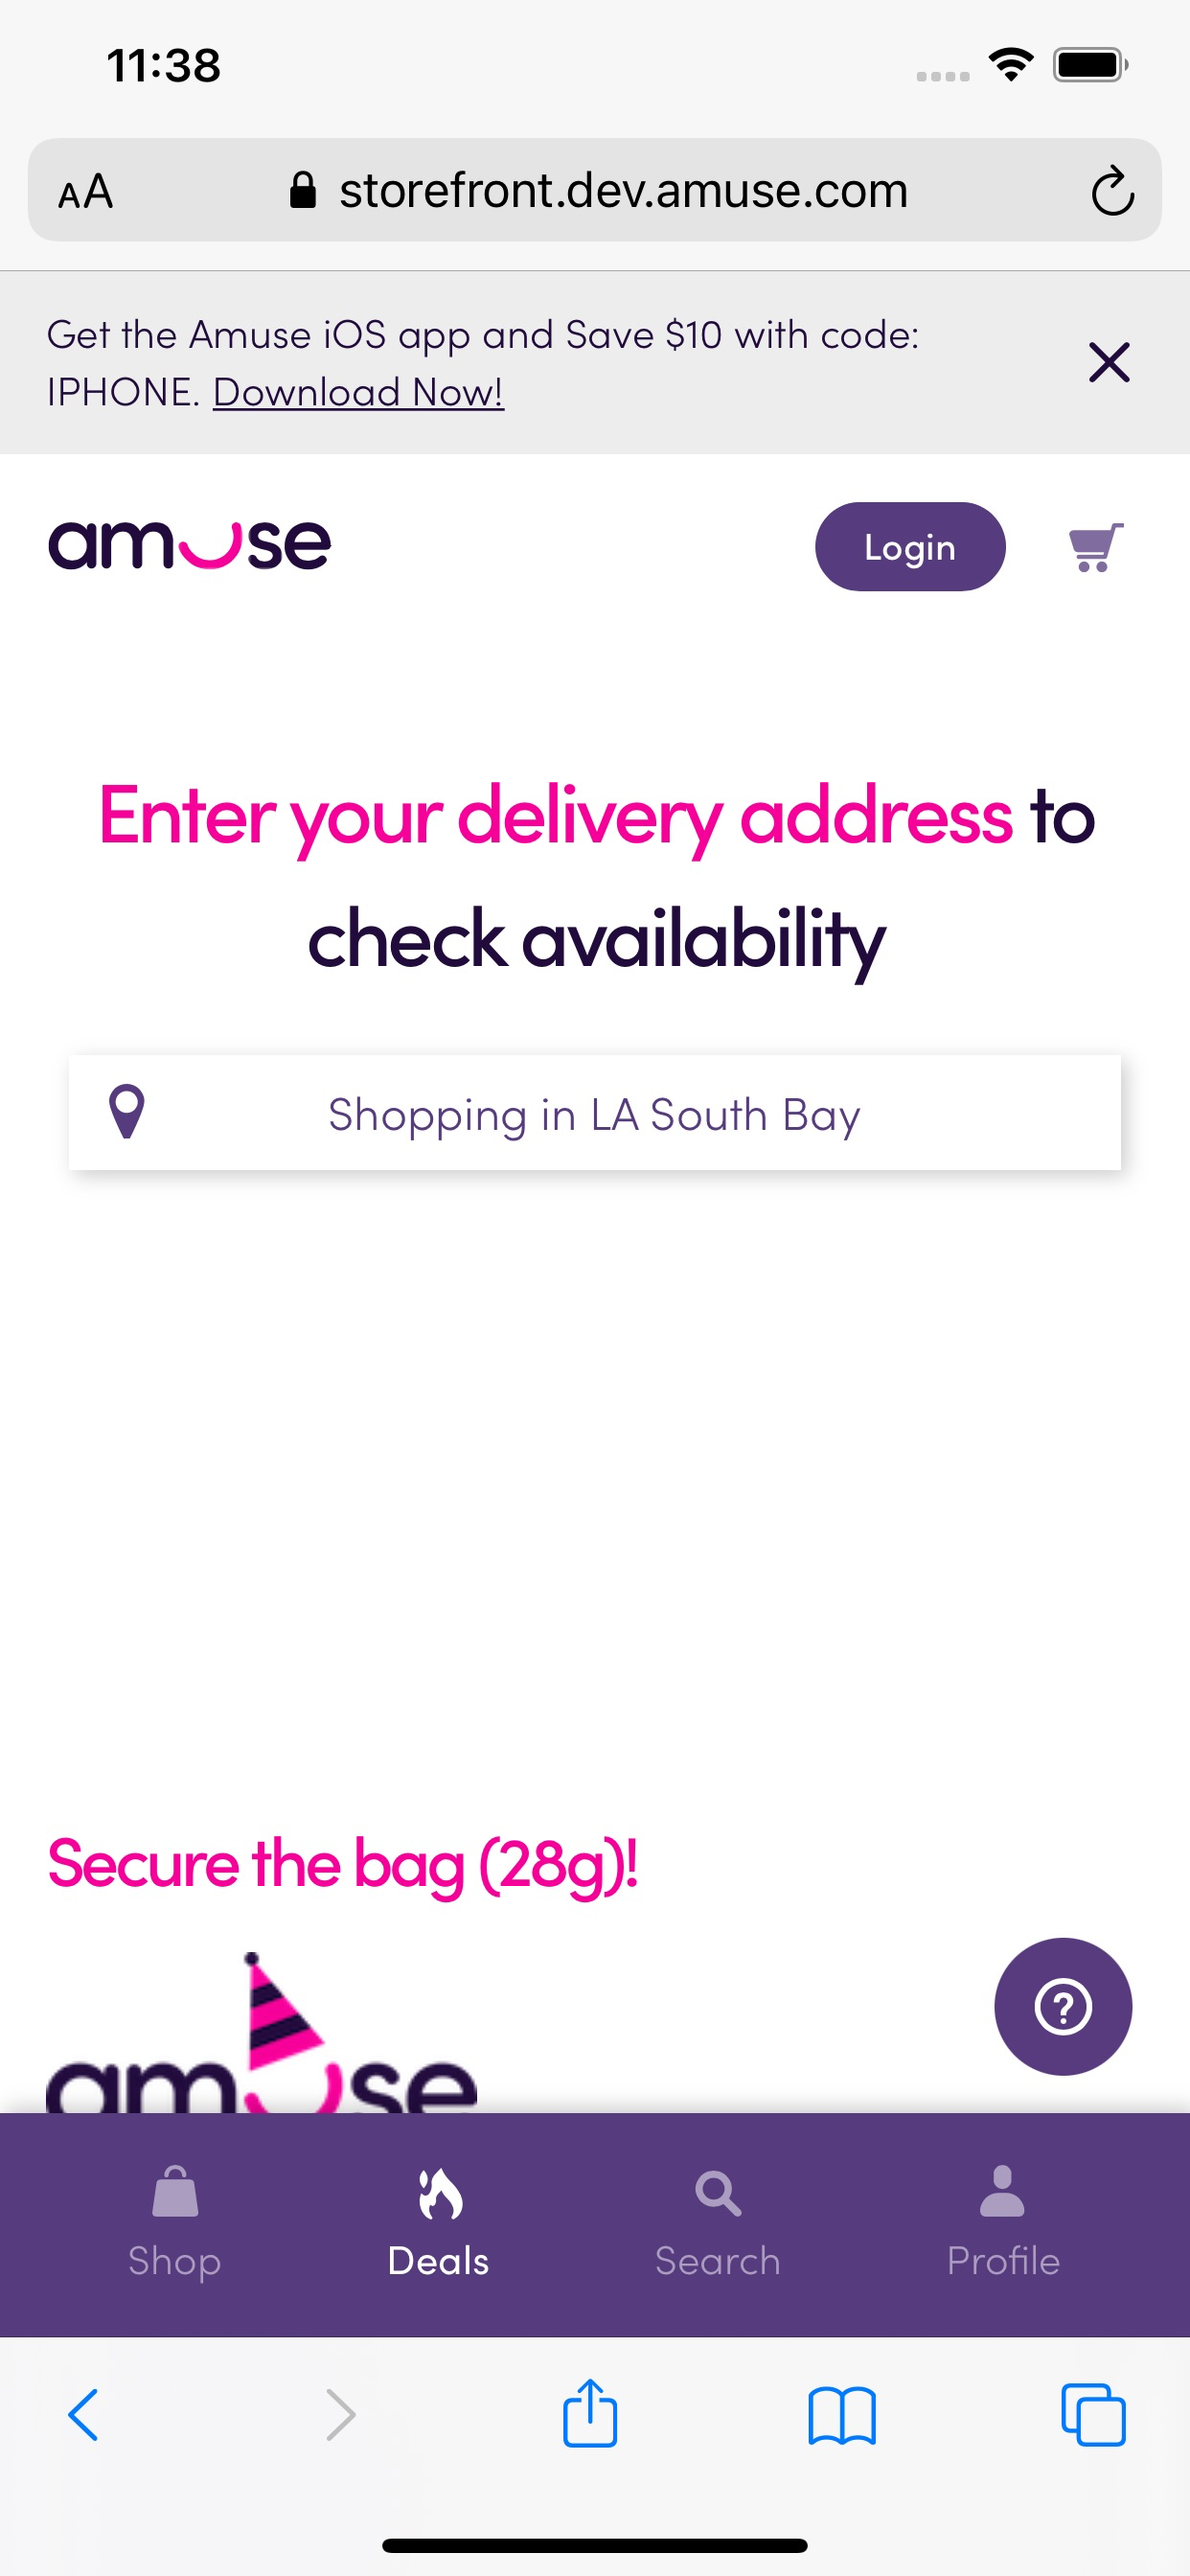 11:38
AA storefront.dev.amuse.com
Get the Amuse iOS app and Save $10 with code:
IPHONE. Download Now!
amuse
Login
Enter your delivery address to
check availability
Shopping in LA South Bay
Secure the bag (28g)!
amuse
?
Shop Deals Search Profile